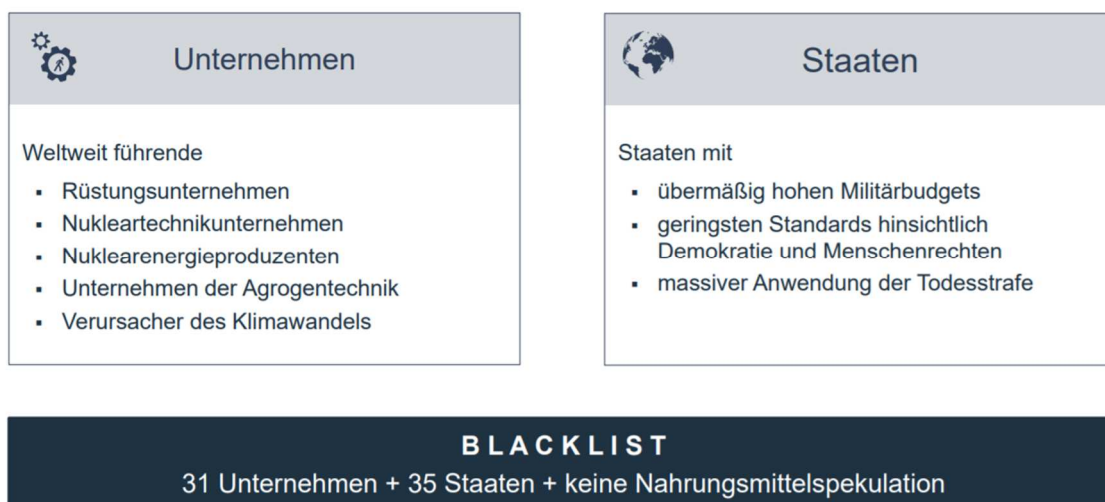 Unternehmen
Weltweit führende
▪ Rüstungsunternehmen
▪ Nukleartechnikunternehmen
▪ Nuklearenergieproduzenten
▪ Unternehmen der Agrogentechnik
▪ Verursacher des Klimawandels
Staaten
Staaten mit
▪ übermäßig hohen Militärbudgets
▪ geringsten Standards hinsichtlich
Demokratie und Menschenrechten
▪ massiver Anwendung der Todesstrafe
BLACKLIST
31 Unternehmen + 35 Staaten + keine Nahrungsmittelspekulation